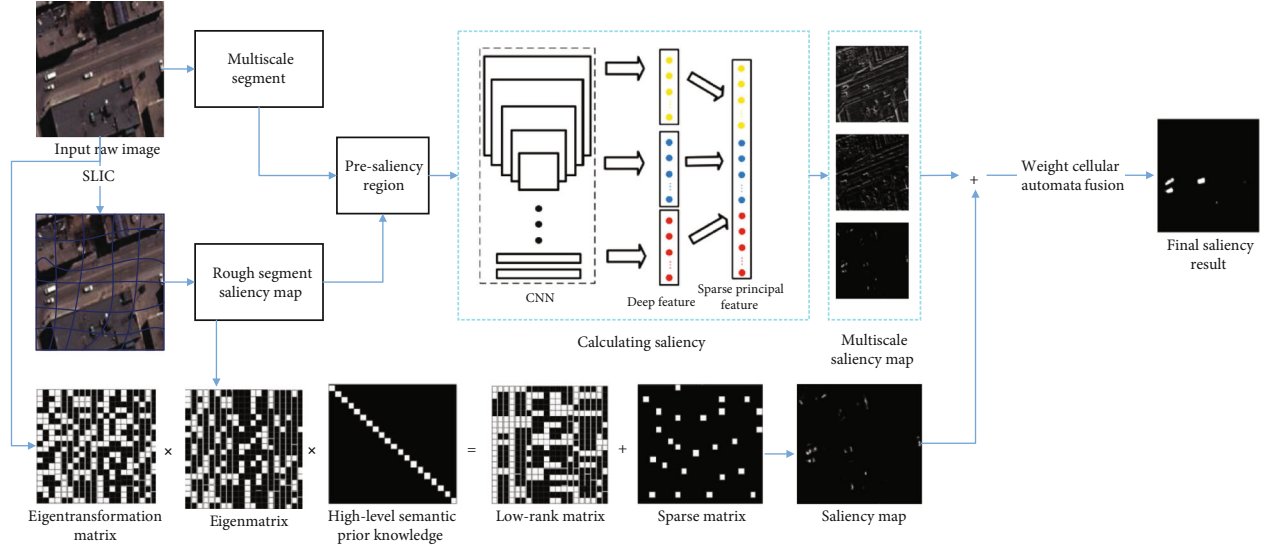 Input raw image
SLIC
Multiscale
segment
Rough segment
saliency map
Pre-saliency
region
CNN
Deep feature
Sparse principal
feature
Calculating saliency
Multiscale
saliency map
+
Weight cellular
automata fusion
Final saliency
result
×
×
=
+
Eigentransformation
matrix
Eigenmatrix
High-level semantic
prior knowledge
Low-rank matrix
Sparse matrix
Saliency map